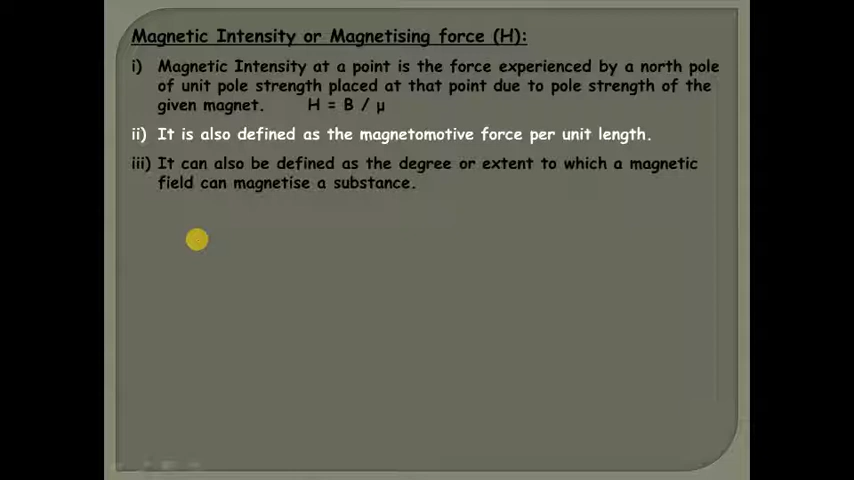 Magnetic Intensity or Magnetising force (H):
i) Magnetic Intensity at a point is the force experienced by a north pole
of unit pole strength placed at that point due to pole strength of the
given magnet. H = B / μ
ii) It is also defined as the magnetomotive force per unit length.
iii) It can also be defined as the degree or extent to which a magnetic
field can magnetise a substance.